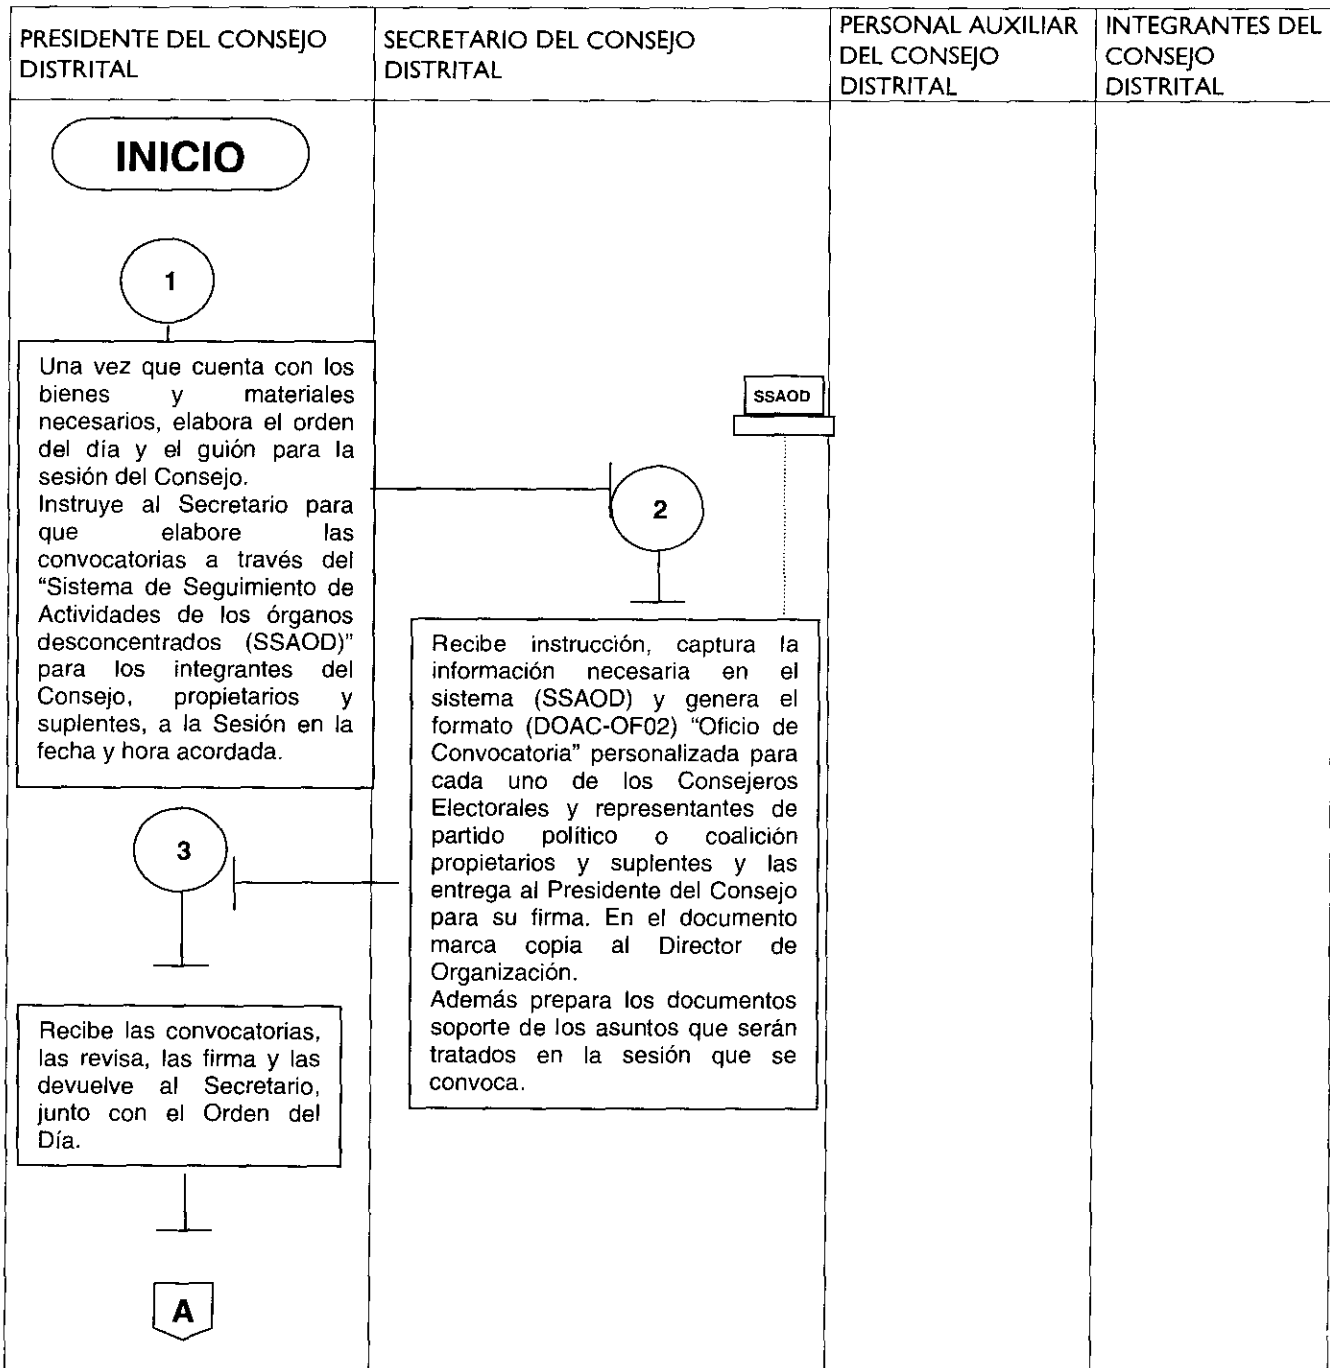 PRESIDENTE DEL CONSEJO
DISTRITAL
SECRETARIO DEL CONSEJO
DISTRITAL
PERSONAL AUXILIAR
DEL CONSEJO
DISTRITAL
INTEGRANTES DEL
CONSEJO
DISTRITAL
INICIO
1
Una vez que cuenta con los
bienes y materiales
necesarios, elabora el orden
del día y el guión para la
sesión del Consejo.
Instruye al Secretario para
que elabore las
convocatorias a través del
“Sistema de Seguimiento de
Actividades de los órganos
desconcentrados (SSAOD)”
para los integrantes del
Consejo, propietarios y
suplentes, a la Sesión en la
fecha y hora acordada.
SSAOD
2
Recibe instrucción, captura la
información necesaria en el
sistema (SSAOD) y genera el
formato (DOAC-OF02) “Oficio de
Convocatoria” personalizada para
cada uno de los Consejeros
Electorales y representantes de
partido político o coalición
propietarios y suplentes y las
entrega al Presidente del Consejo
para su firma. En el documento
marca copia al Director de
Organización.
Además prepara los documentos
soporte de los asuntos que serán
tratados en la sesión que se
convoca.
3
Recibe las convocatorias,
las revisa, las firma y las
devuelve al Secretario,
junto con el Orden del
Día.
A